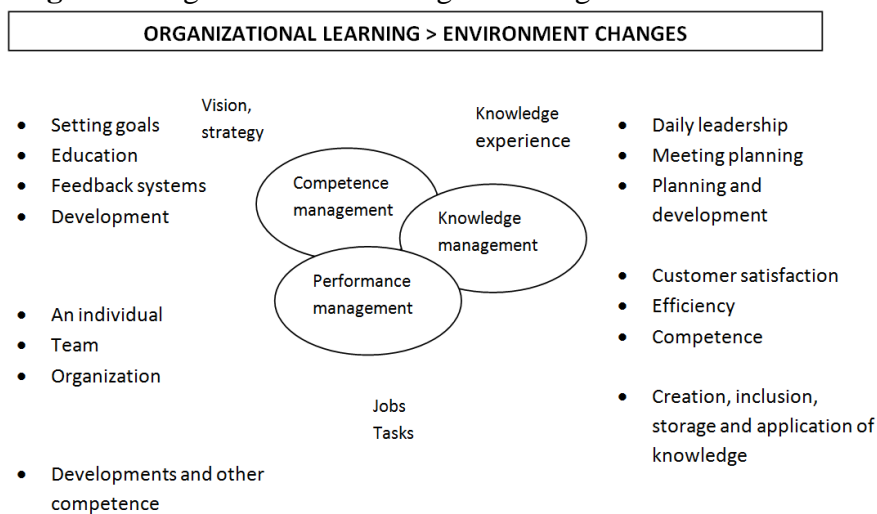 ORGANIZATIONAL LEARNING > ENVIRONMENT CHANGES
Vision,
strategy
Knowledge
experience
• Setting goals
• Education
• Feedback systems
• Development
Competence
management
Knowledge
management
Performance
management
• Daily leadership
• Meeting planning
• Planning and
development
• An individual
• Team
• Organization
• Customer satisfaction
• Efficiency
• Competence
Jobs
Tasks
• Creation, inclusion,
storage and application of
knowledge
• Developments and other
competence